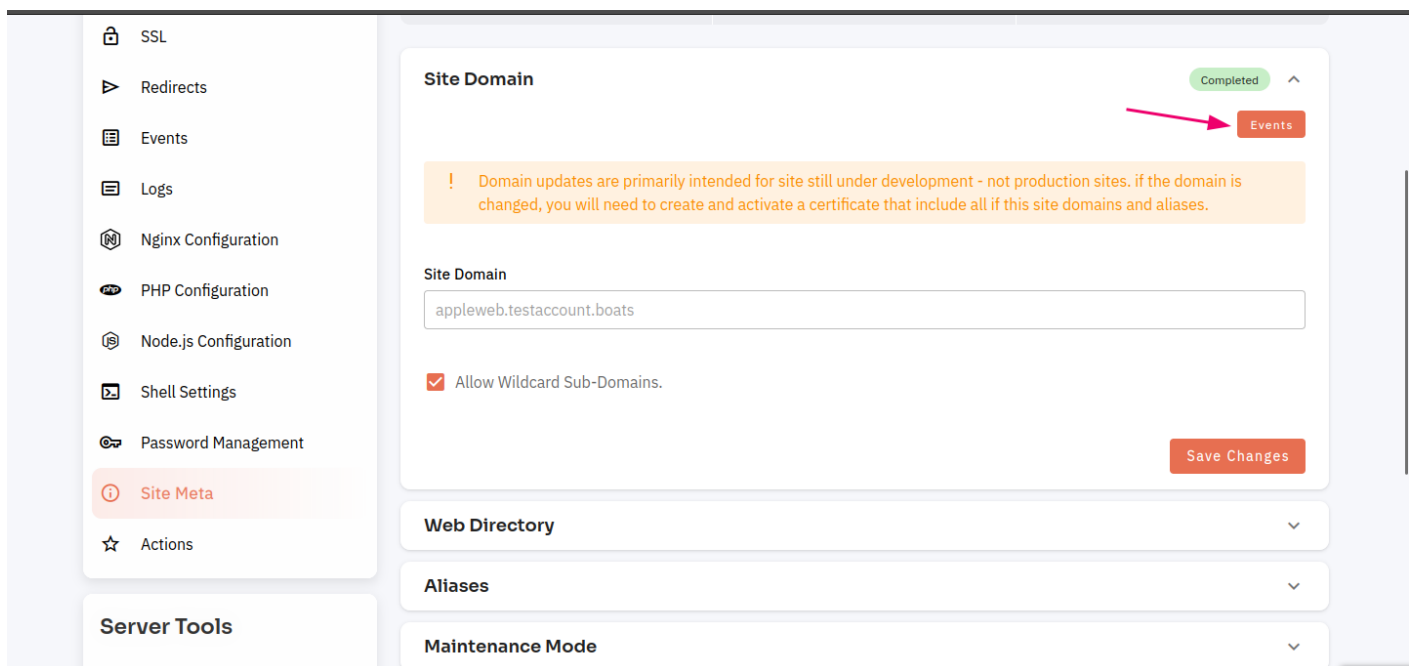 SSL
Redirects
Events
Logs
Nginx Configuration
PHP Configuration
Node.js Configuration
Shell Settings
Password Management
Site Meta
Actions
Server Tools
Site Domain
Completed
Events
! Domain updates are primarily intended for site still under development - not production sites. if the domain is
changed, you will need to create and activate a certificate that include all if this site domains and aliases.
Site Domain
appleweb.testaccount.boats
Allow Wildcard Sub-Domains.
Save Changes
Web Directory
Aliases
Maintenance Mode